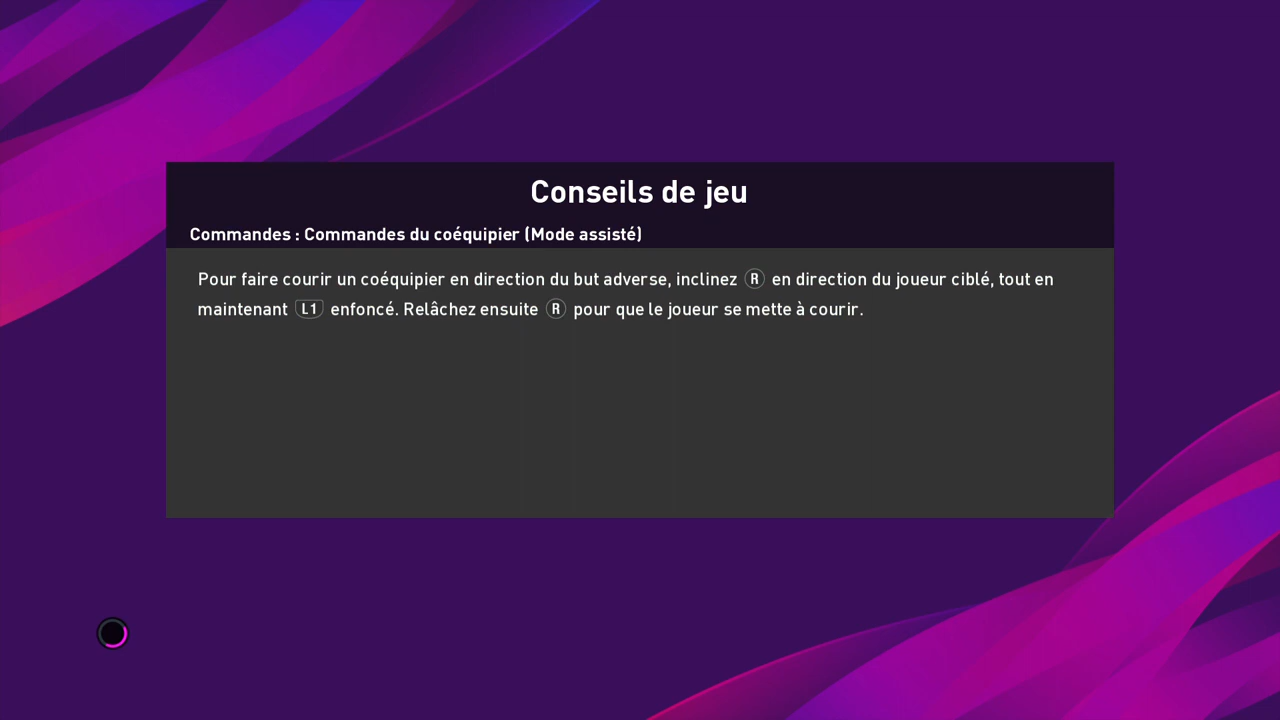 Conseils de jeu
Commandes : Commandes du coéquipier (Mode assisté)
Pour faire courir un coéquipier en direction du but adverse, inclinez R en direction du joueur ciblé, tout en
maintenant L1 enfoncé. Relâchez ensuite R pour que le joueur se mette à courir.